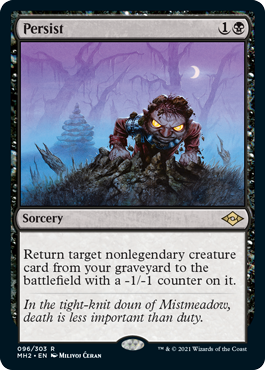 Persist 1
Sorcery
Return target nonlegendary creature
card from your graveyard to the
battlefield with a -1/-1 counter on it.
In the tight-knit doun of Mistmeadow,
death is less important than duty.
096/303 R
MH2 • EN Milivoj Ćeran ™ & © 2021 Wizards of the Coast